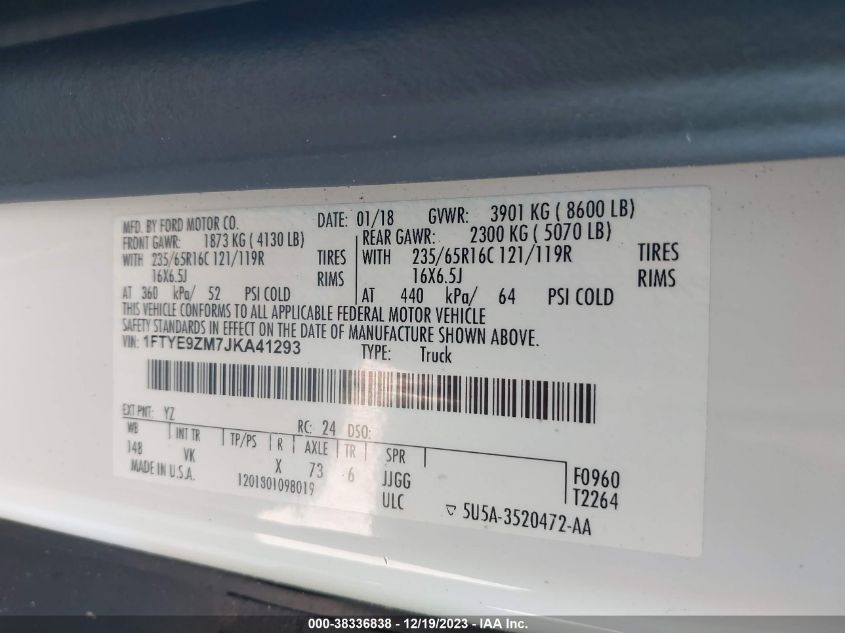 MFD. BY FORD MOTOR CO. DATE: 01/18 GVWR: 3901 KG ( 8600 LB)
FRONT GAWR: 1873 KG ( 4130 LB) REAR GAWR: 2300 KG ( 5070 LB)
WITH 235/65R16C 121/119R TIRES WITH 235/65R16C 121/119R TIRES
16X6.5J RIMS 16X6.5J RIMS
AT 360 kPa/ 52 PSI COLD AT 440 kPa/ 64 PSI COLD
THIS VEHICLE CONFORMS TO ALL APPLICABLE FEDERAL MOTOR VEHICLE
SAFETY STANDARDS IN EFFECT ON THE DATE OF MANUFACTURE SHOWN ABOVE.
VIN: 1FTYE9ZM7JKA41293 TYPE: Truck
EXT PNT: YZ RC: 24 DSO:
WB INT TR TP/PS R AXLE TR SPR
148 VK X 73 6 JJGG F0960
MADE IN U.S.A. 1201801098019 ULC T2264
5U5A-3520472-AA
000-38336838 - 12/19/2023 - IAA Inc.